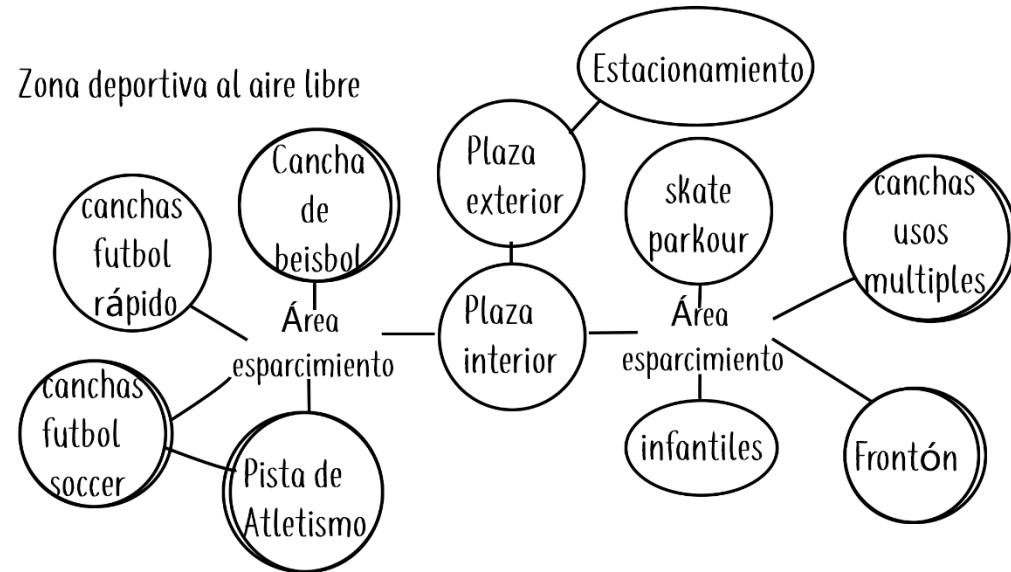 Zona deportiva al aire libre
Estacionamiento
Plaza
exterior
Cancha
de
beisbol
canchas
futbol
rápido
skate
parkour
canchas
usos
multiples
Área
esparcimiento
Plaza
interior
Área
esparcimiento
canchas
futbol
soccer
Pista de
Atletismo
infantiles
Frontón